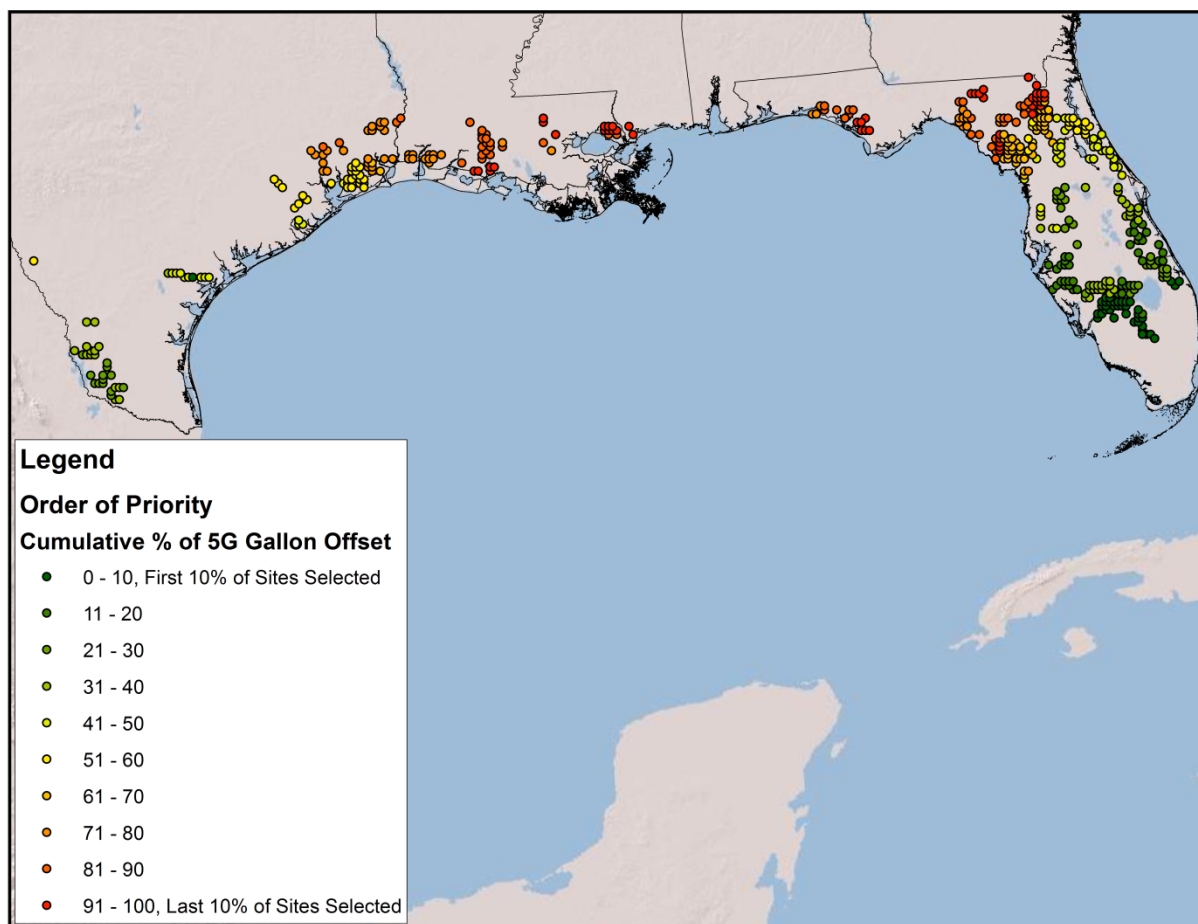 Legend
Order of Priority
Cumulative % of 5G Gallon Offset
0 - 10, First 10% of Sites Selected
11 - 20
21 - 30
31 - 40
41 - 50
51 - 60
61 - 70
71 - 80
81 - 90
91 - 100, Last 10% of Sites Selected